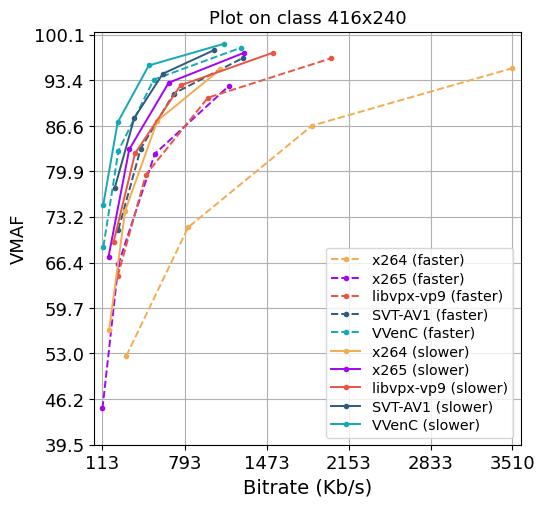 Plot on class 416x240
100.1
93.4
86.6
79.9
73.2
66.4
59.7
53.0
46.2
39.5
VMAF
x264 (faster)
x265 (faster)
libvpx-vp9 (faster)
SVT-AV1 (faster)
VVenC (faster)
x264 (slower)
x265 (slower)
libvpx-vp9 (slower)
SVT-AV1 (slower)
VVenC (slower)
113 793 1473 2153 2833 3510
Bitrate (Kb/s)